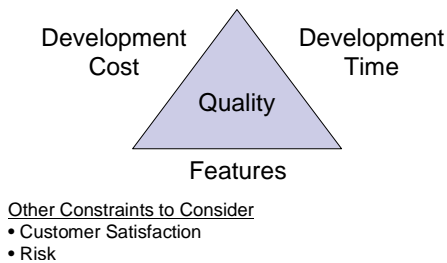 Development
Cost
Development
Time
Quality
Features
Other Constraints to Consider
• Customer Satisfaction
• Risk